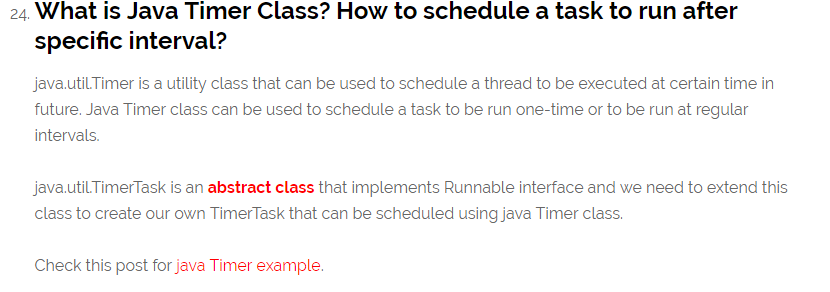 24. What is Java Timer Class? How to schedule a task to run after
specific interval?
java.util.Timer is a utility class that can be used to schedule a thread to be executed at certain time in
future. Java Timer class can be used to schedule a task to be run one-time or to be run at regular
intervals.
java.util.TimerTask is an abstract class that implements Runnable interface and we need to extend this
class to create our own TimerTask that can be scheduled using java Timer class.
Check this post for java Timer example.